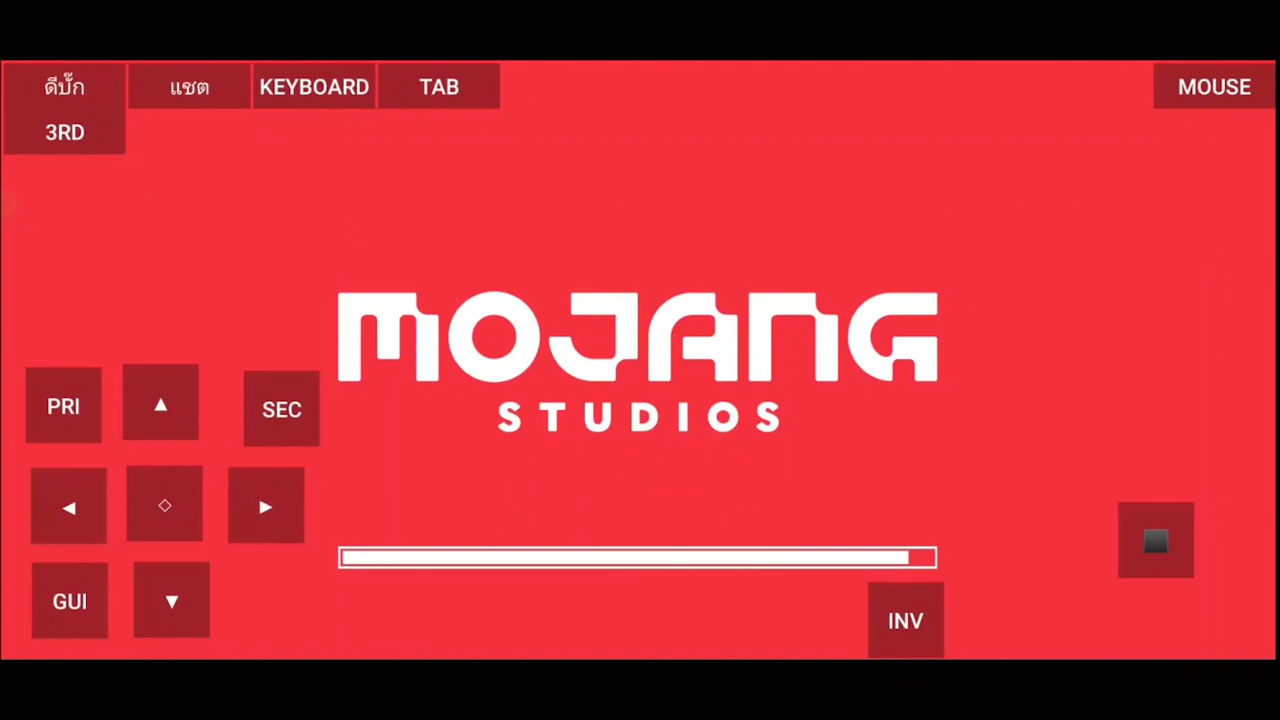 ดีบั๊ก แชต KEYBOARD TAB MOUSE
3RD
MOJANG
STUDIOS
PRI ▲ SEC
◀ ◇ ▶
GUI ▼
INV